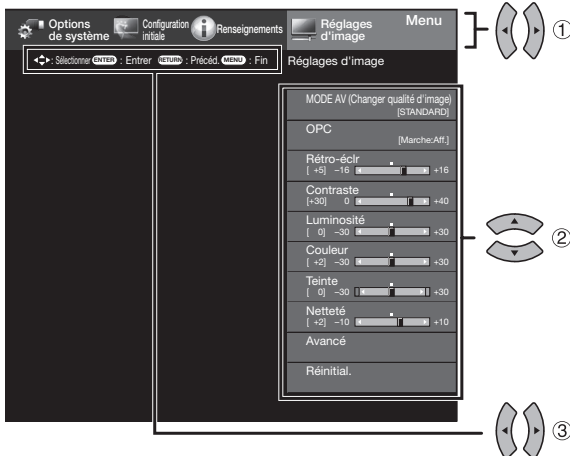 Options
de système
Configuration
initiale
Renseignements
Réglages
d'image
Menu
①
: Sélectionner ENTER : Entrer RETURN : Précéd. MENU : Fin
Réglages d'image
MODE AV (Changer qualité d'image)
[STANDARD]
OPC
[Marche:Aff.]
Rétro-éclr
[ +5] –16 +16
Contraste
[+30] 0 +40
Luminosité
[ 0] –30 +30
②
Couleur
[ +2] –30 +30
Teinte
[ 0] –30 +30
Netteté
[ +2] –10 +10
Avancé
Réinitial.
③